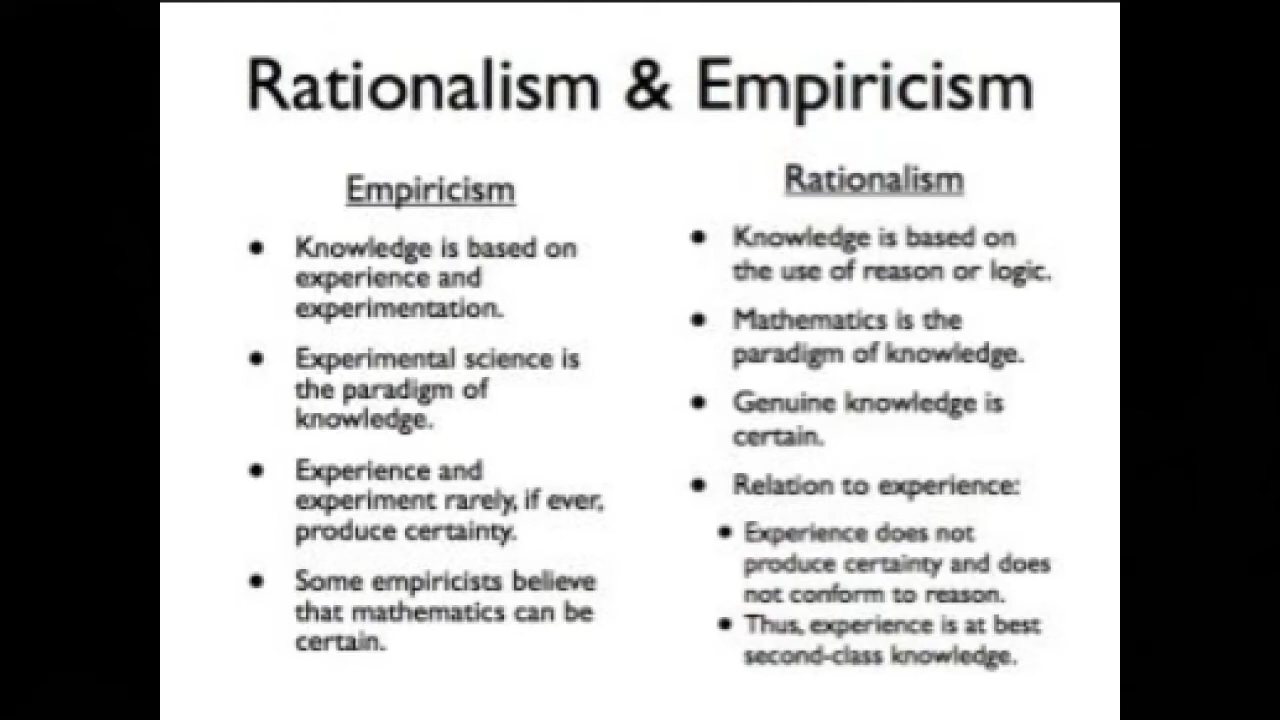 Rationalism & Empiricism
Empiricism
• Knowledge is based on
experience and
experimentation.
• Experimental science is
the paradigm of
knowledge.
• Experience and
experiment rarely, if ever,
produce certainty.
• Some empiricists believe
that mathematics can be
certain.
Rationalism
• Knowledge is based on
the use of reason or logic.
• Mathematics is the
paradigm of knowledge.
• Genuine knowledge is
certain.
• Relation to experience:
• Experience does not
produce certainty and does
not conform to reason.
• Thus, experience is at best
second-class knowledge.